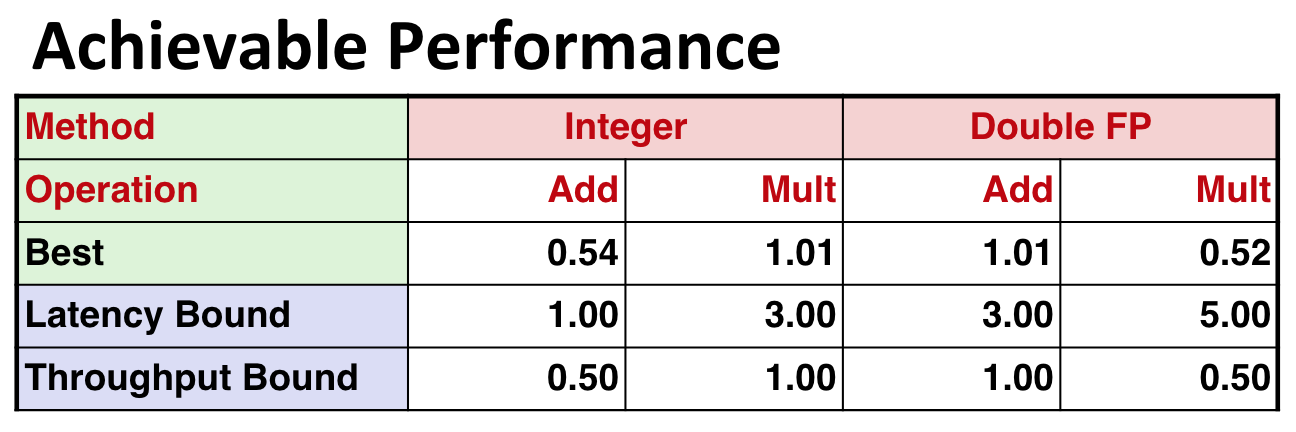 Achievable Performance
Method Integer Double FP
Operation Add Mult Add Mult
Best 0.54 1.01 1.01 0.52
Latency Bound 1.00 3.00 3.00 5.00
Throughput Bound 0.50 1.00 1.00 0.50